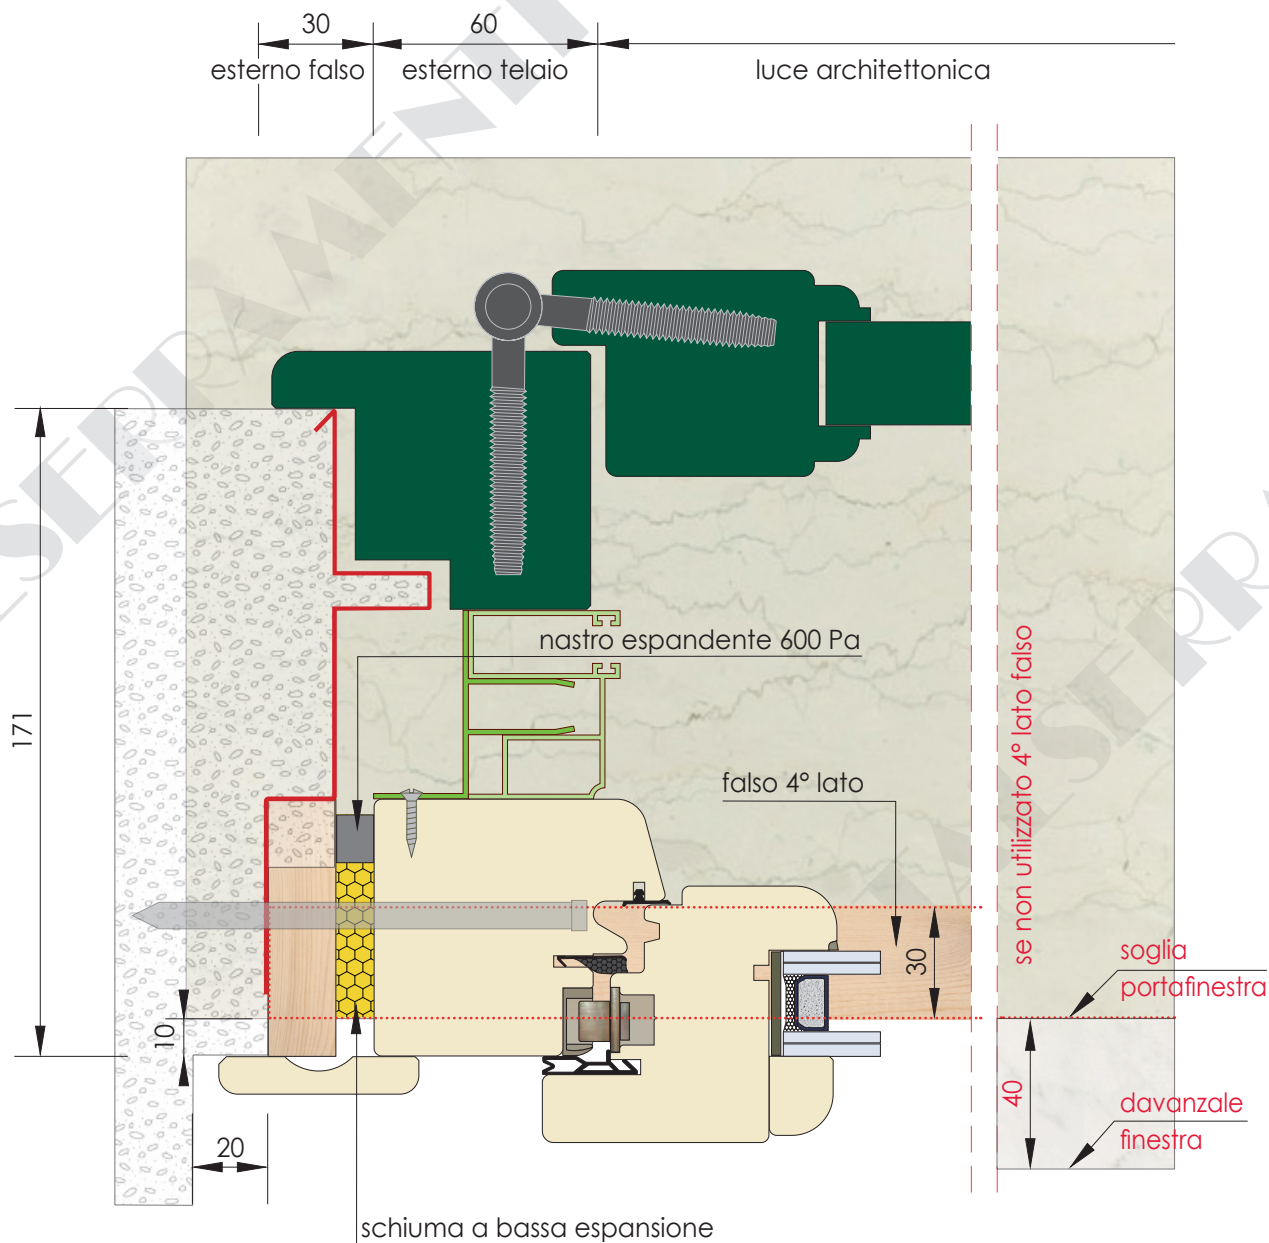 30
60
esterno falso
esterno telaio
luce architettonica
171
nastro espandente 600 Pa
falso 4° lato
se non utilizzato 4° lato falso
30
soglia
portafinestra
10
40
davanzale
finestra
20
schiuma a bassa espansione